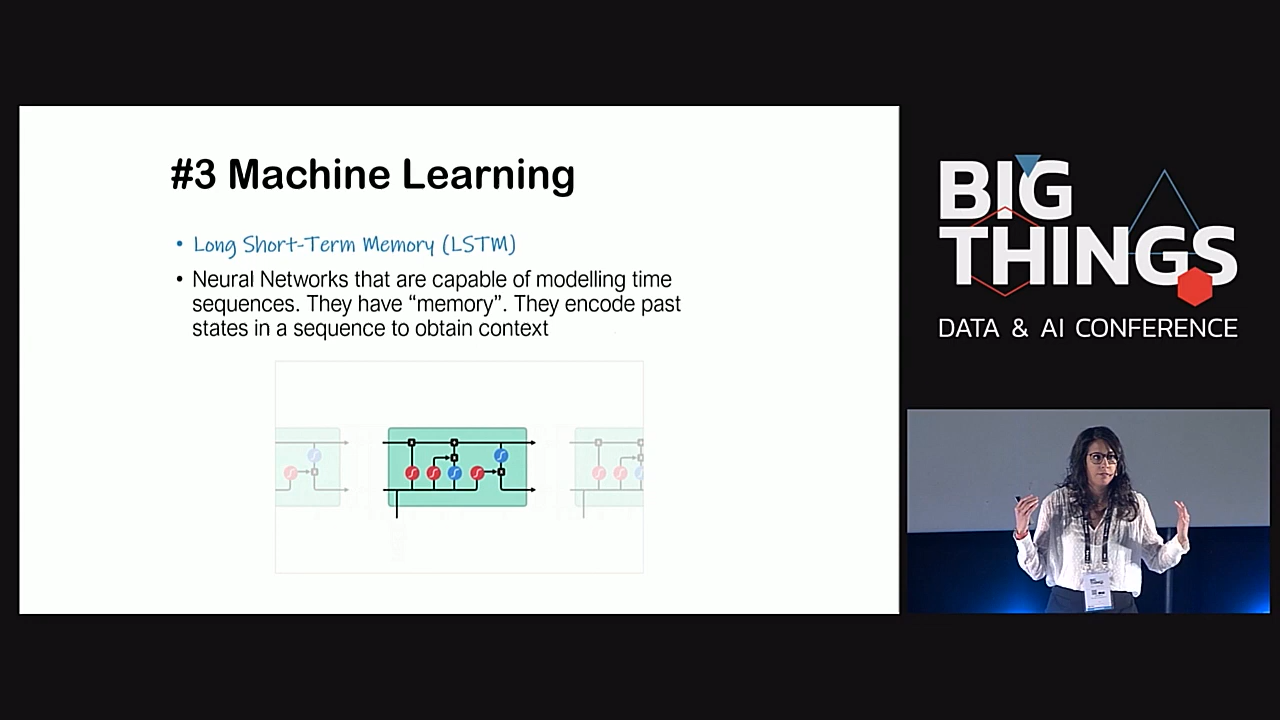 #3 Machine Learning
• Long Short-Term Memory (LSTM)
• Neural Networks that are capable of modelling time
sequences. They have “memory”. They encode past
states in a sequence to obtain context
BIG
THINGS
DATA & AI CONFERENCE